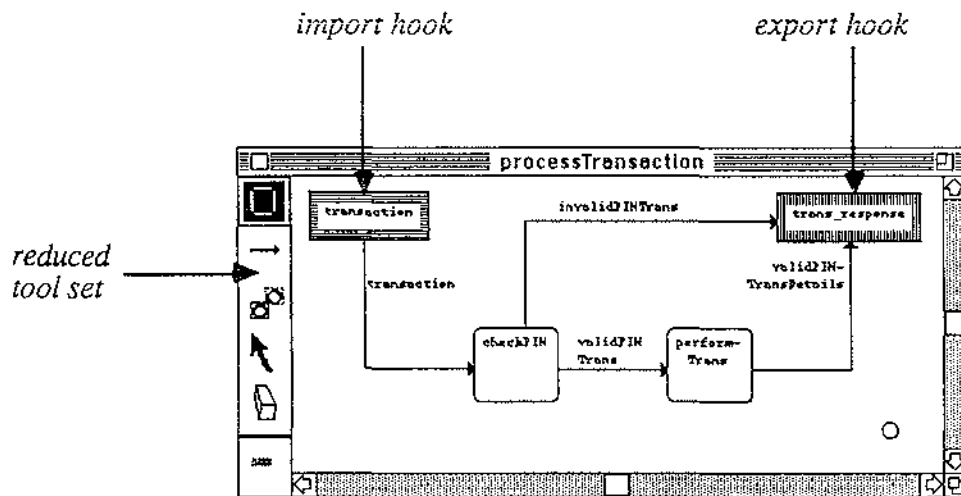 import hook
export hook
processTransaction
transaction
invalidPINTrans
trans_response
reduced
tool set
transaction
validPIN-
TransDetails
checkPIN
validPIN
Trans
perform-
Trans